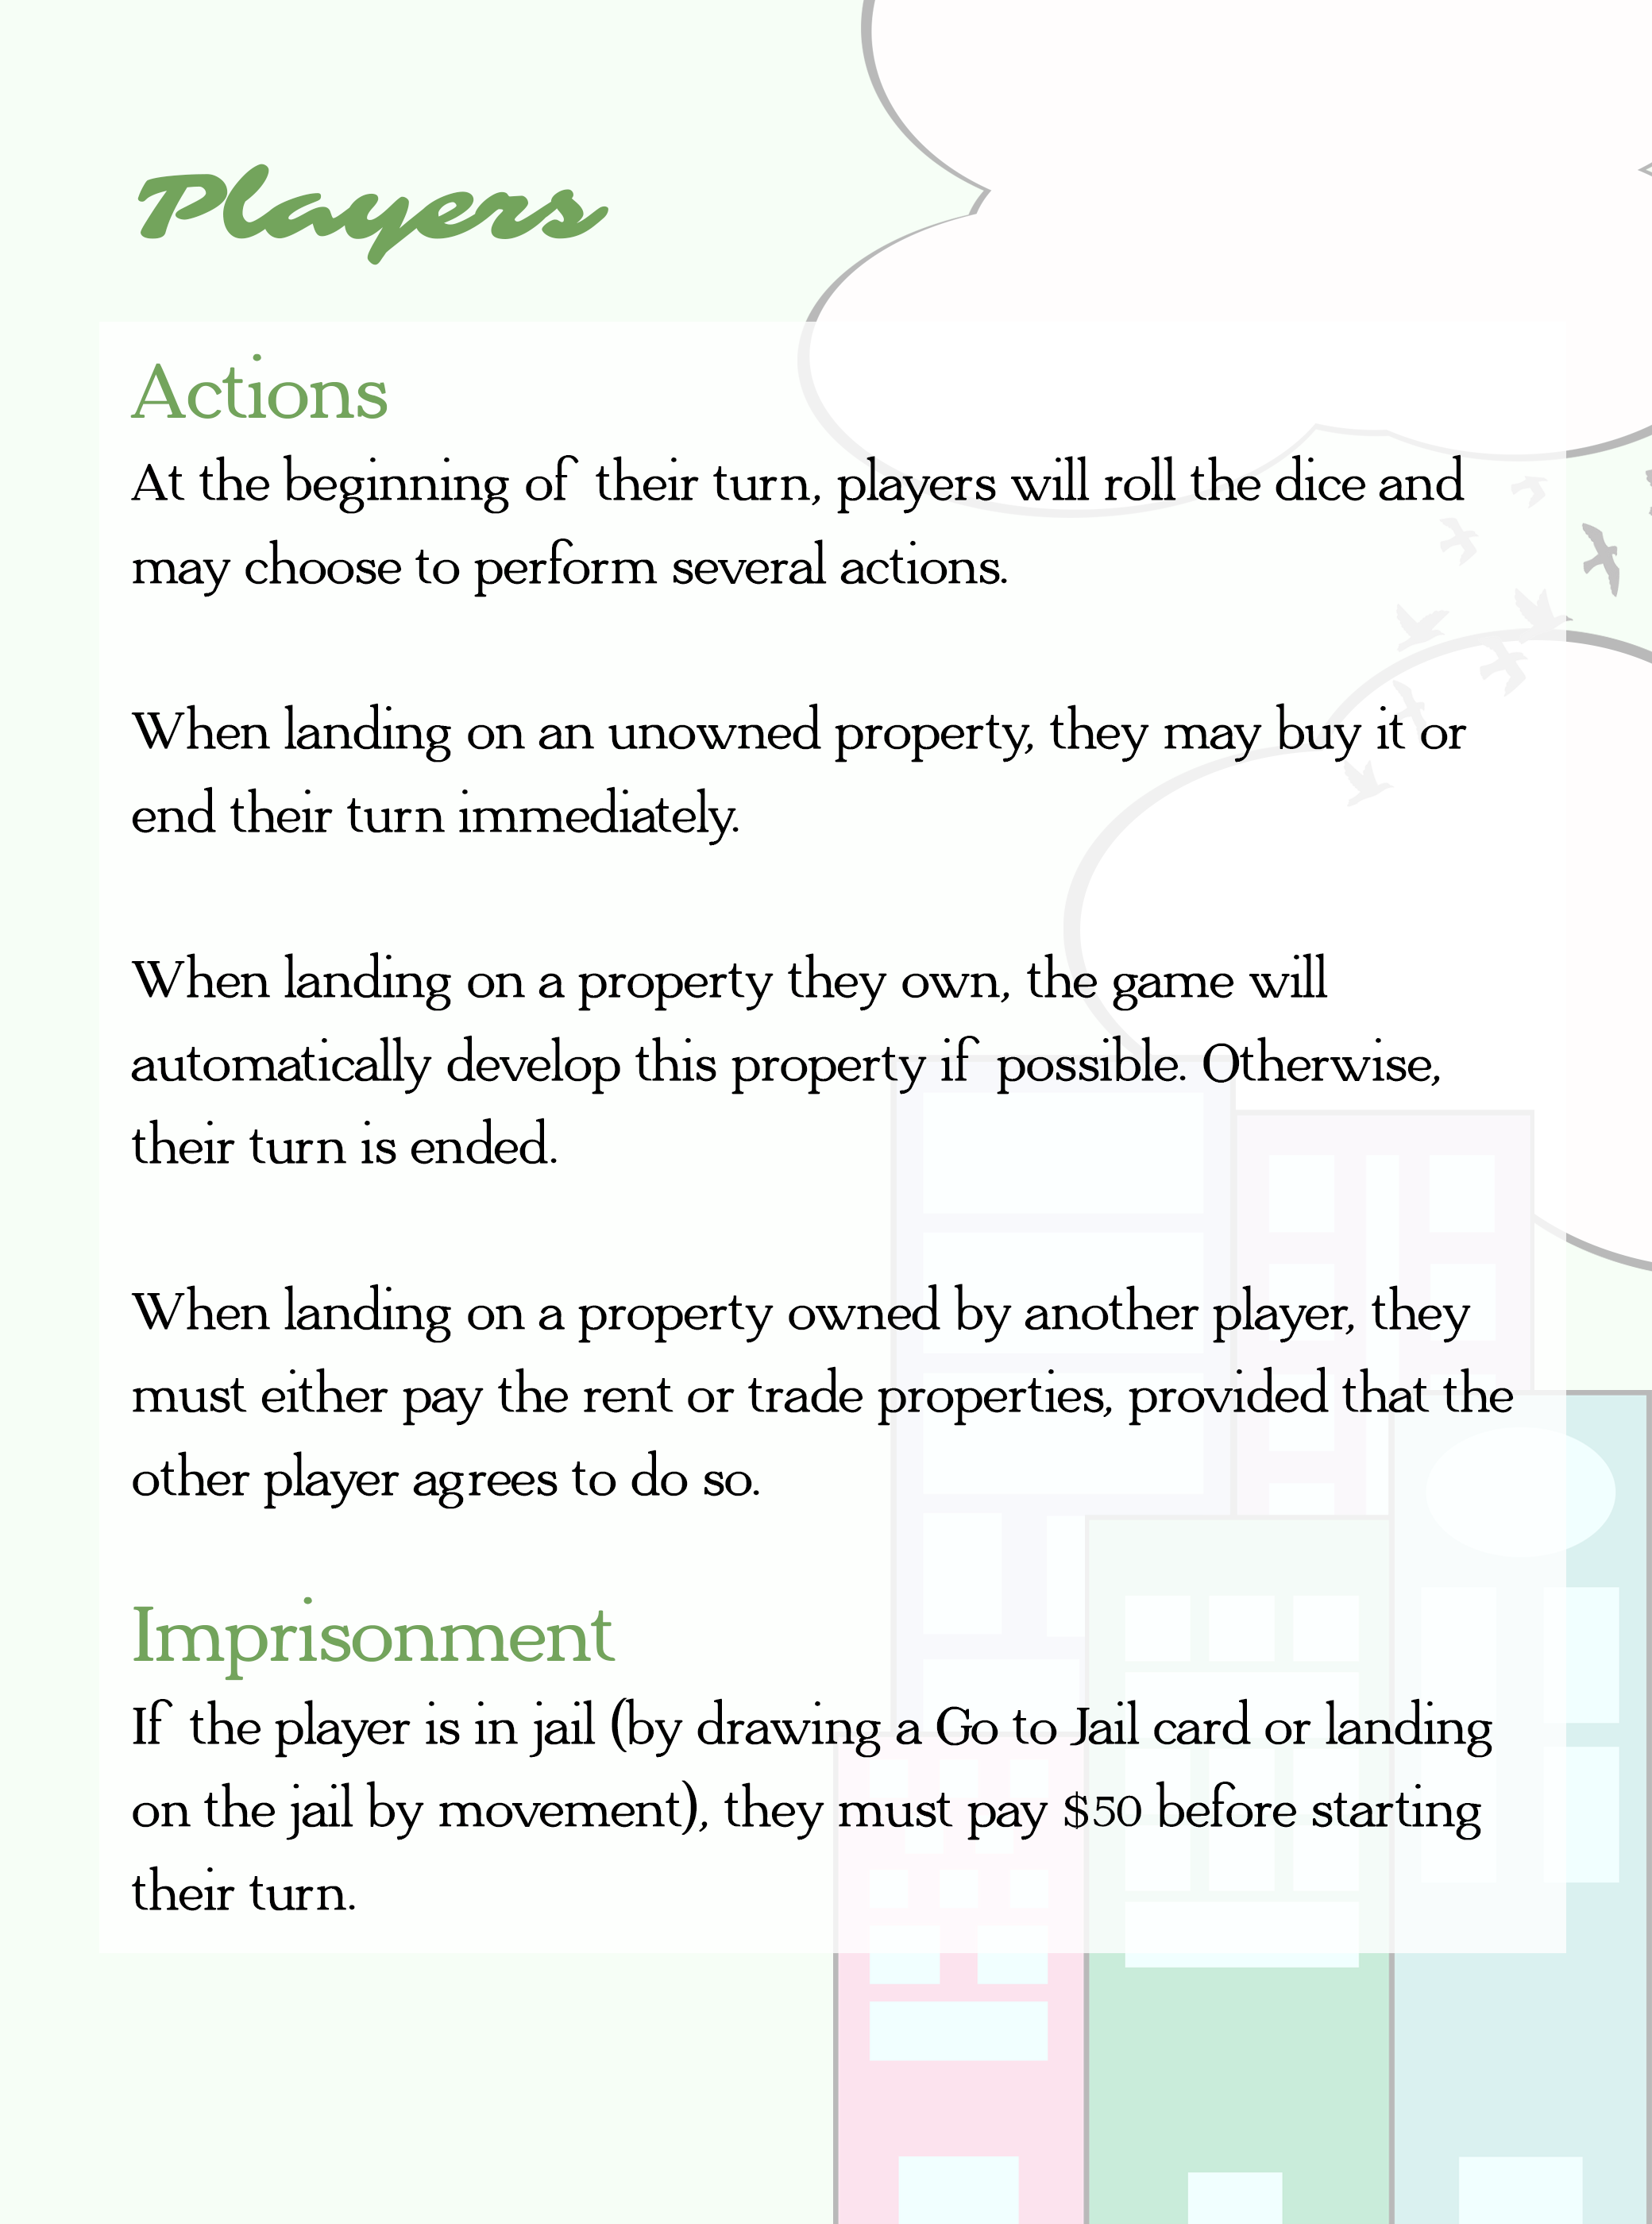 Players
Actions
At the beginning of their turn, players will roll the dice and
may choose to perform several actions.
When landing on an unowned property, they may buy it or
end their turn immediately.
When landing on a property they own, the game will
automatically develop this property if possible. Otherwise,
their turn is ended.
When landing on a property owned by another player, they
must either pay the rent or trade properties, provided that the
other player agrees to do so.
Imprisonment
If the player is in jail (by drawing a Go to Jail card or landing
on the jail by movement), they must pay $50 before starting
their turn.